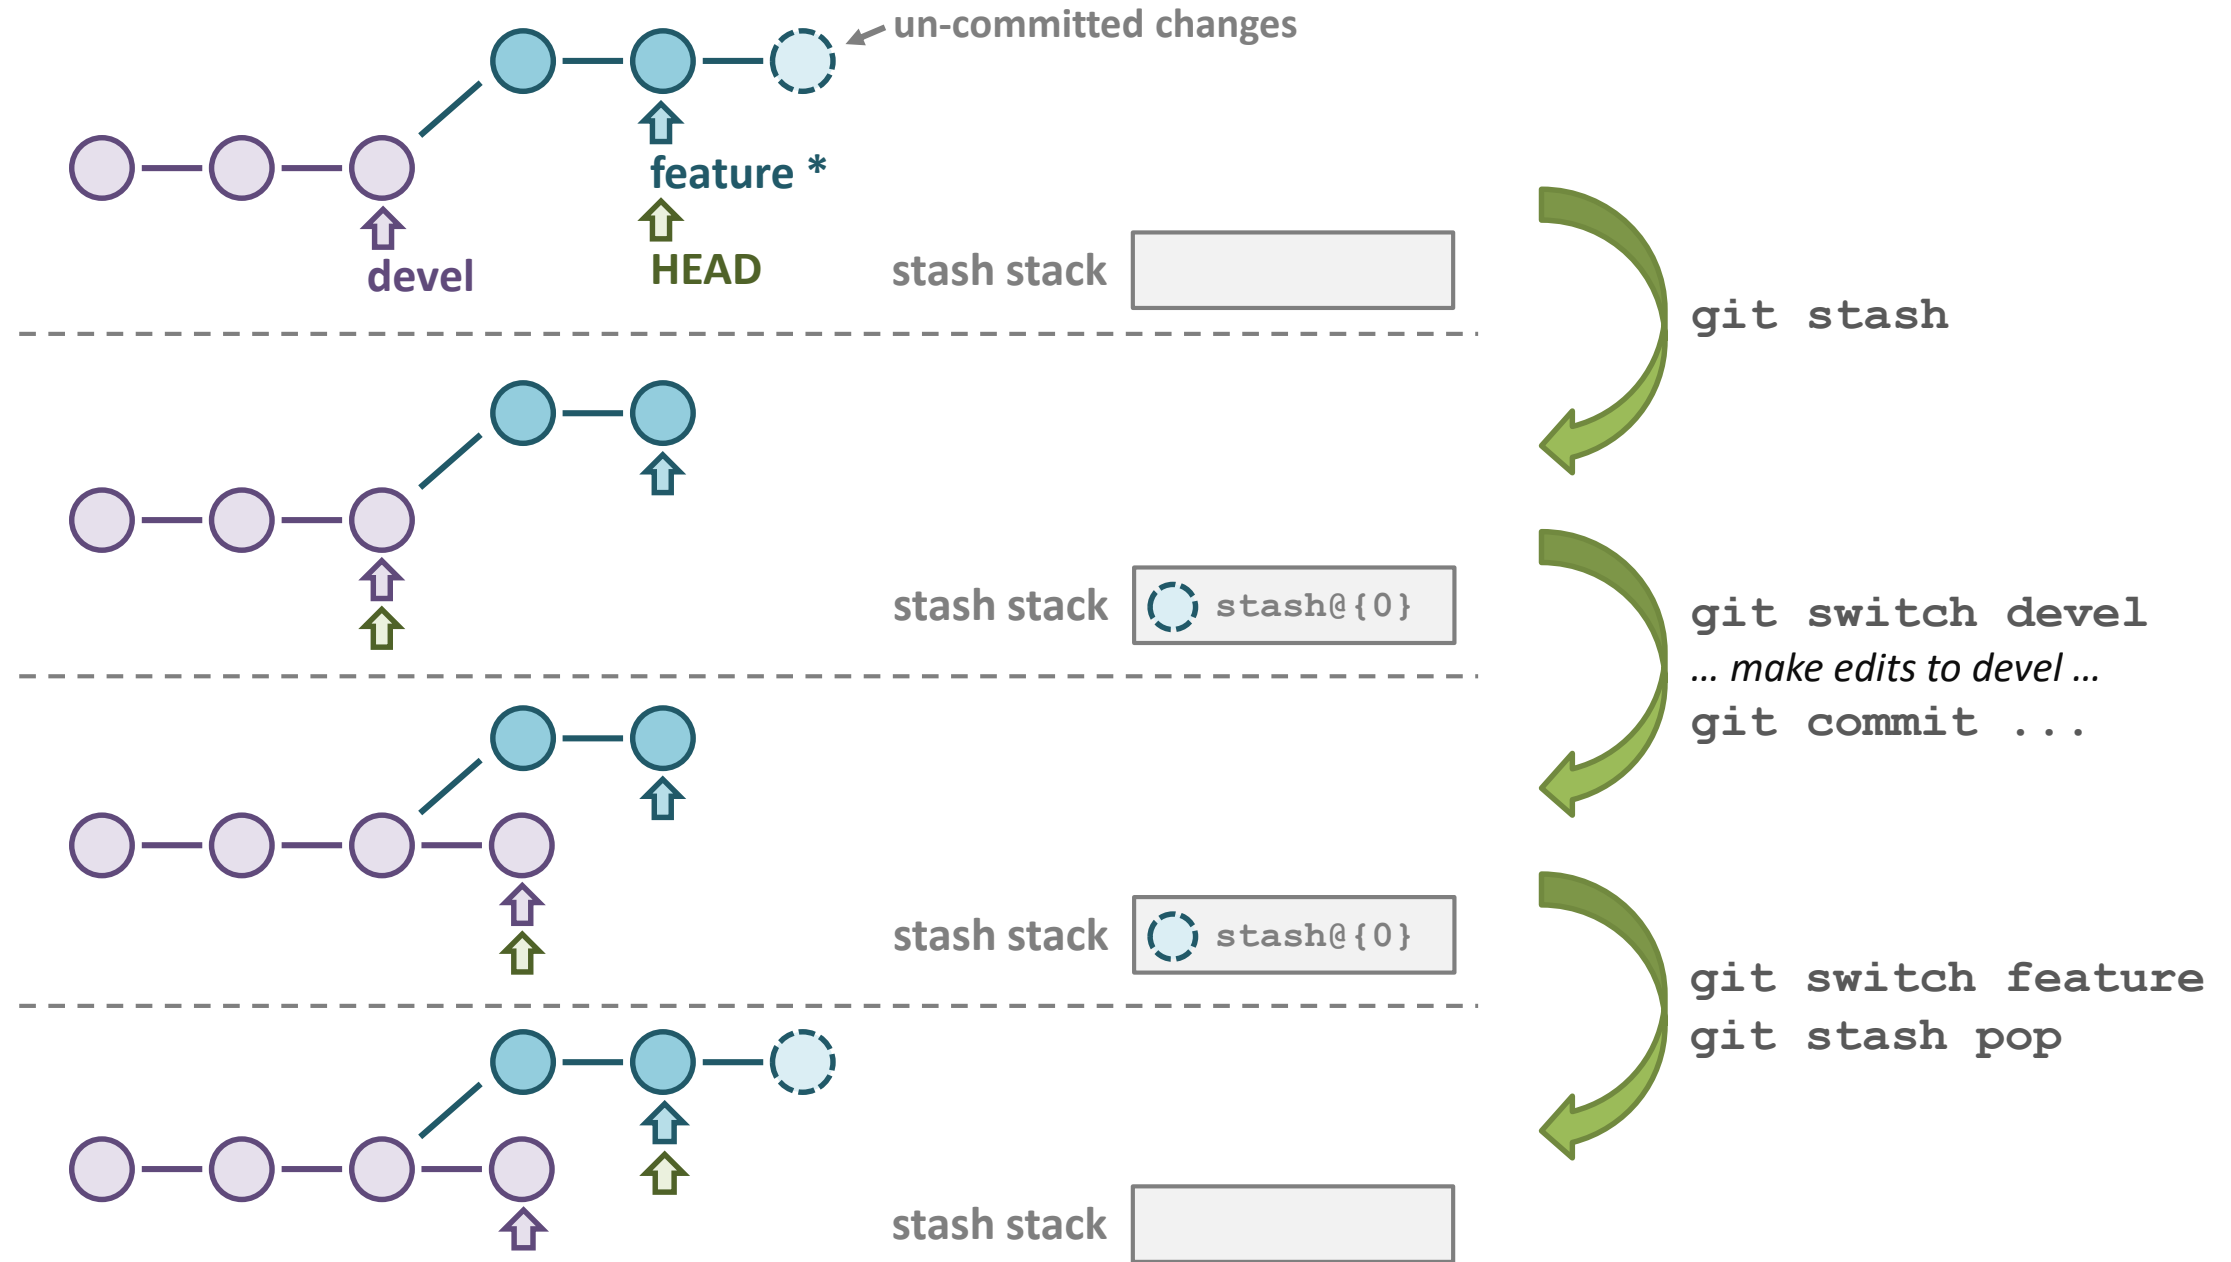 un-committed changes
feature *
devel
HEAD
stash stack
git stash
stash stack
stash@{0}
git switch devel
… make edits to devel …
git commit ...
stash stack
stash@{0}
git switch feature
git stash pop
stash stack